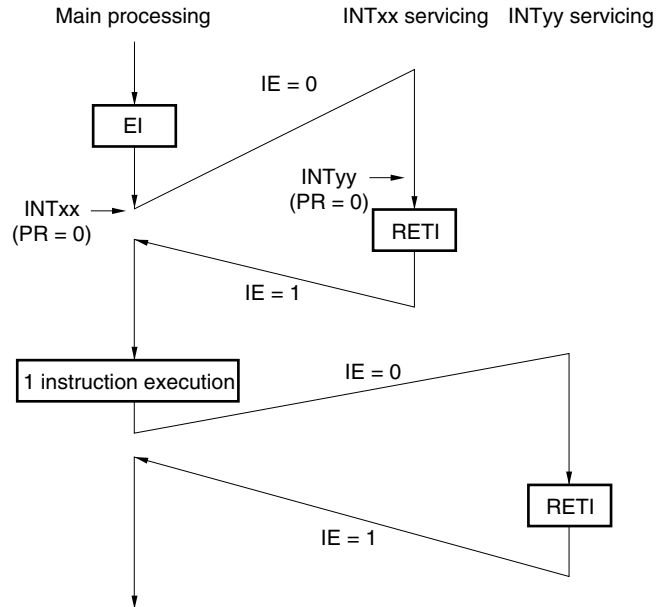 Main processing
INTxx servicing
INTyy servicing
IE = 0
EI
INTyy
(PR = 0)
INTxx
(PR = 0)
RETI
IE = 1
1 instruction execution
IE = 0
RETI
IE = 1